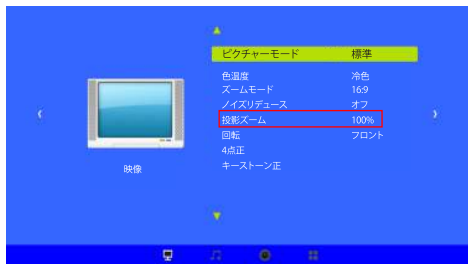 ピクチャーモード 標準
色温度 冷色
ズームモード 16:9
ノイズリデュース オフ
投影ズーム 100%
回転 フロント
4点正
キーストーン正
映像